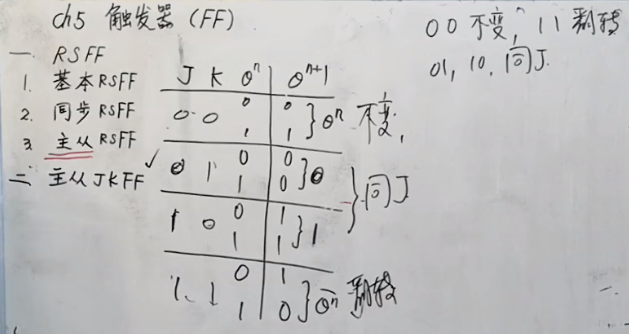 ch5 触发器 (FF)
一 RSFF
1. 基本RSFF
2. 同步RSFF
3. 主从RSFF
二 主从JKFF ✓
J K Q^n | Q^{n+1}
0 0 0 | 0
1 | 1 } Q^n 不变,
0 1 0 | 0
1 | 0 } 0
1 0 0 | 1
1 | 1 } 1
} 同J
1 1 0 | 1
1 | 0 } Q̅^n 翻转
00 不变, 11 翻转
01, 10, 同J